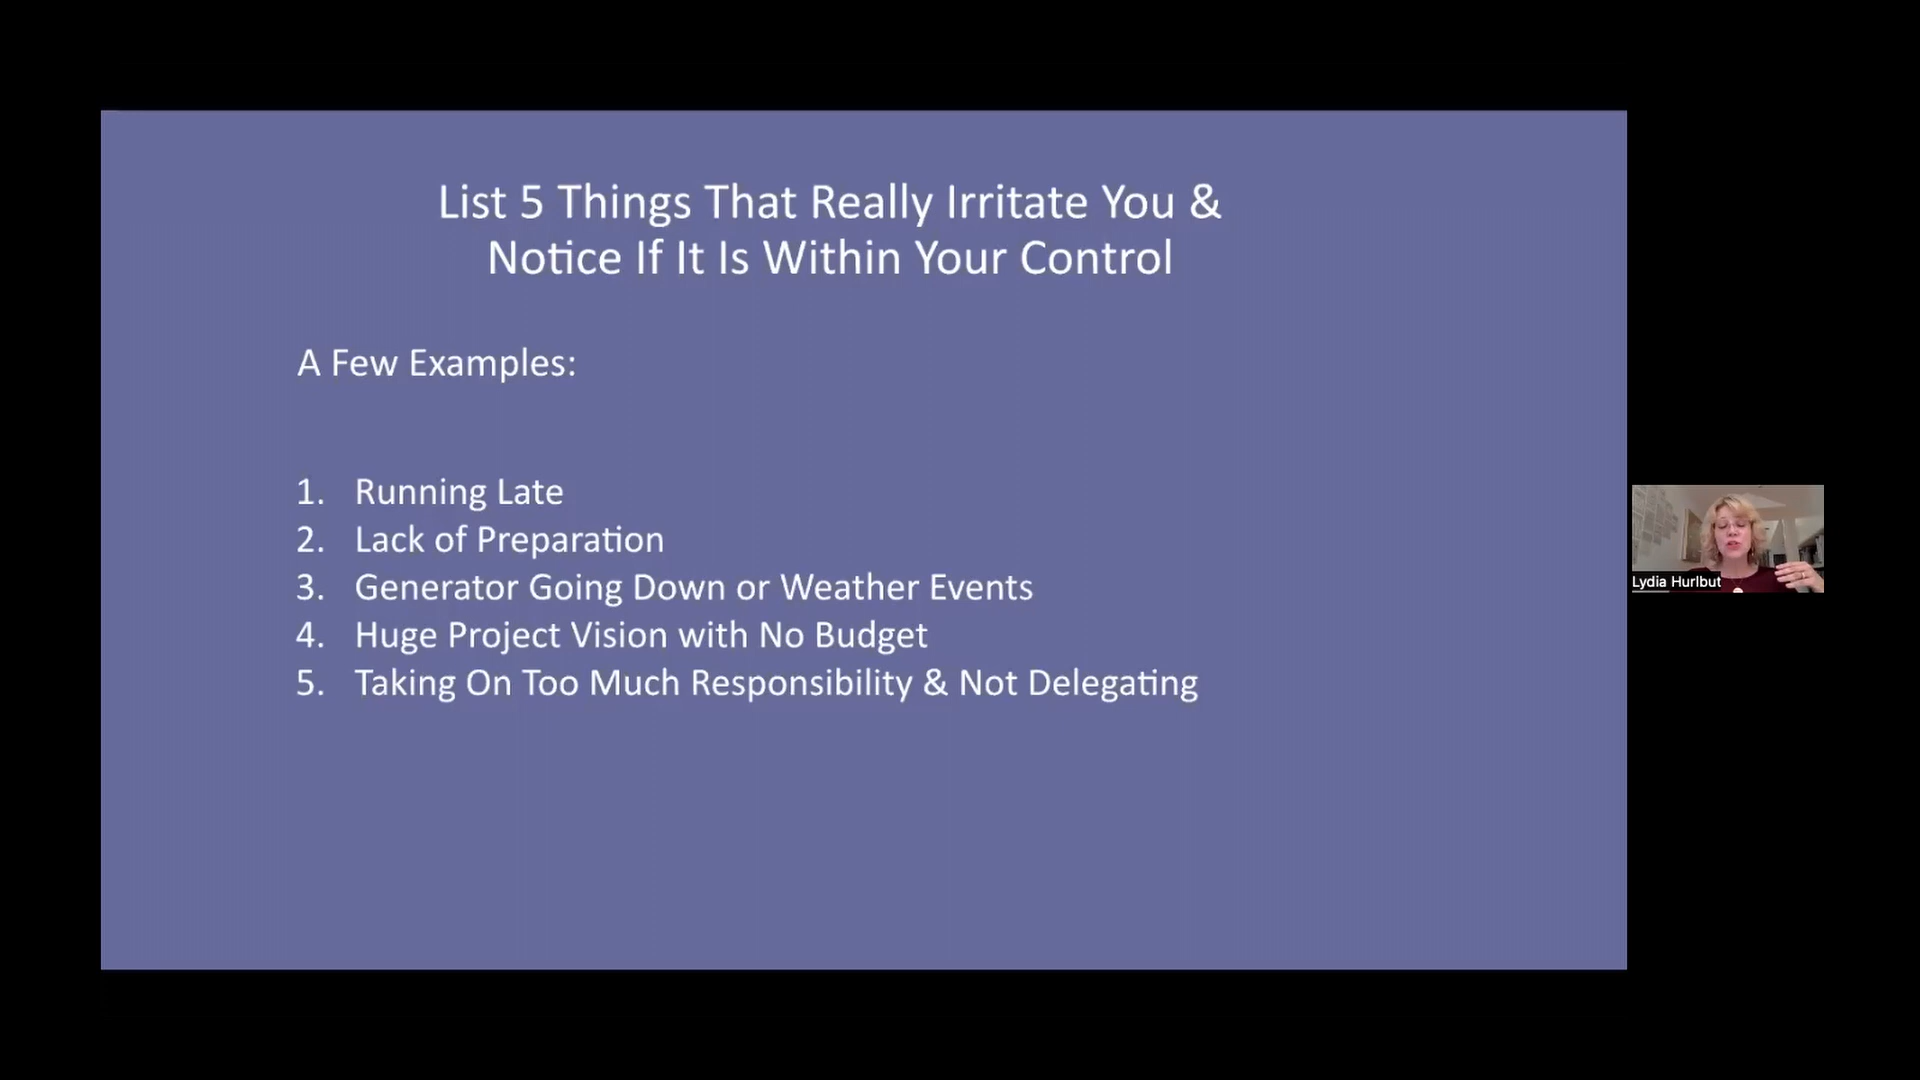 List 5 Things That Really Irritate You &
Notice If It Is Within Your Control
A Few Examples:
1. Running Late
2. Lack of Preparation
3. Generator Going Down or Weather Events
4. Huge Project Vision with No Budget
5. Taking On Too Much Responsibility & Not Delegating
Lydia Hurlbut